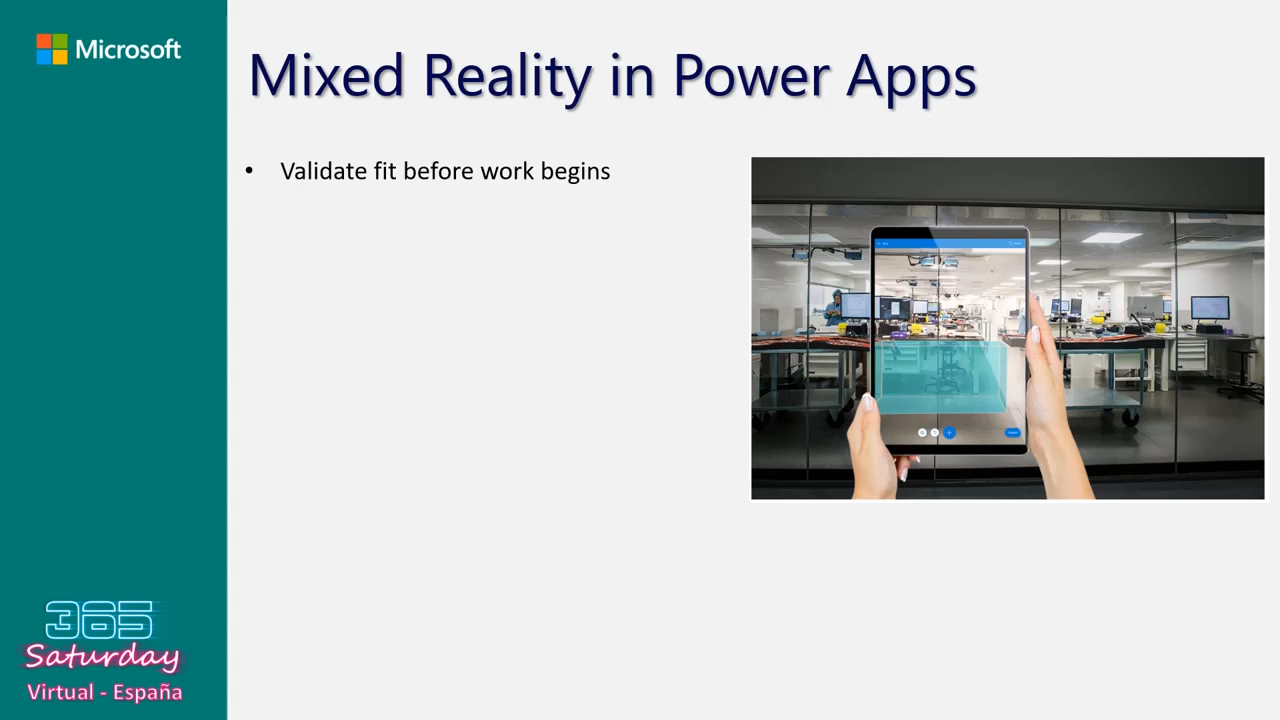 Microsoft
Mixed Reality in Power Apps
• Validate fit before work begins
365
Saturday
Virtual - España